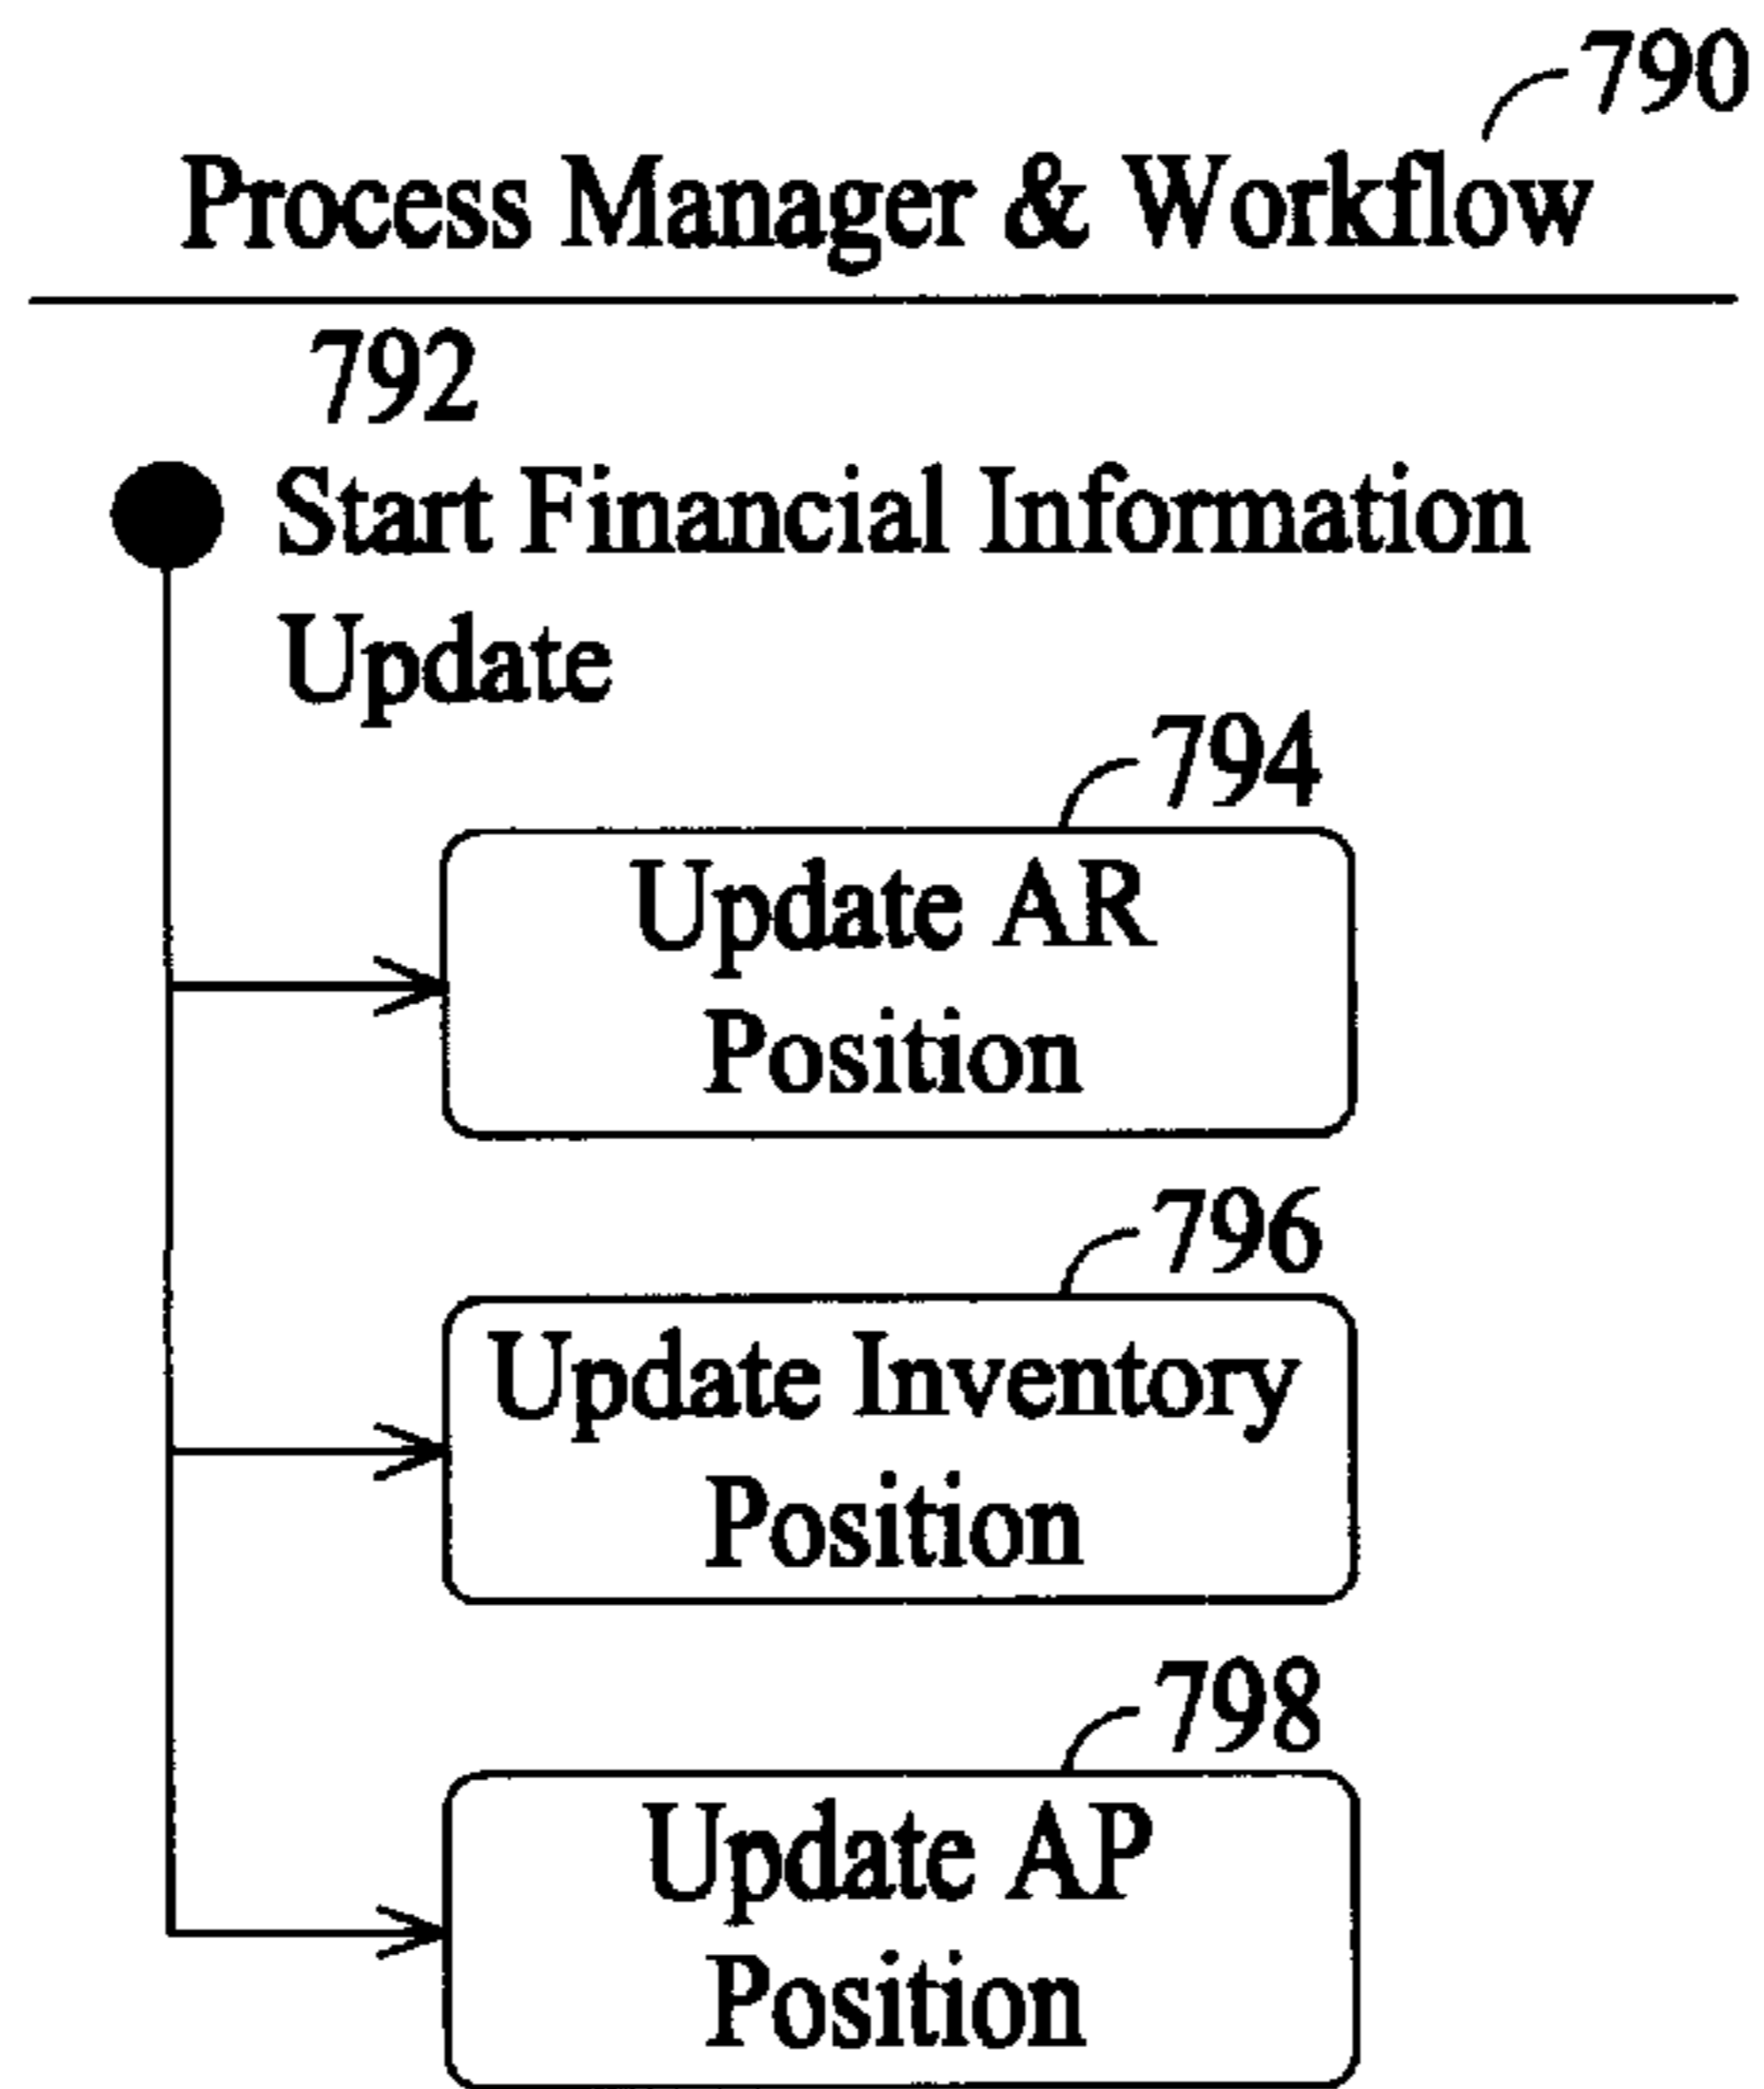 790
Process Manager & Workflow
792
Start Financial Information
Update
794
Update AR
Position
796
Update Inventory
Position
798
Update AP
Position